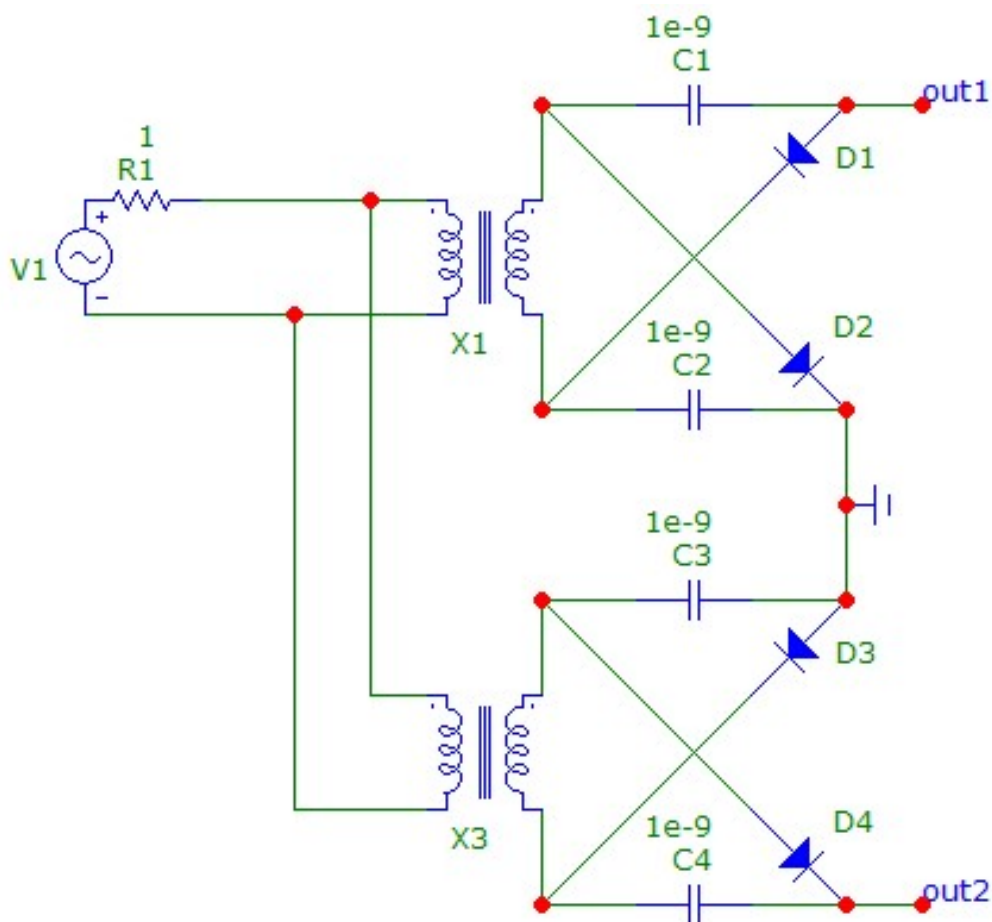 1e-9
C1
out1
1
R1
D1
V1
+
−
X1
1e-9
C2
D2
1e-9
C3
D3
X3
1e-9
C4
D4
out2